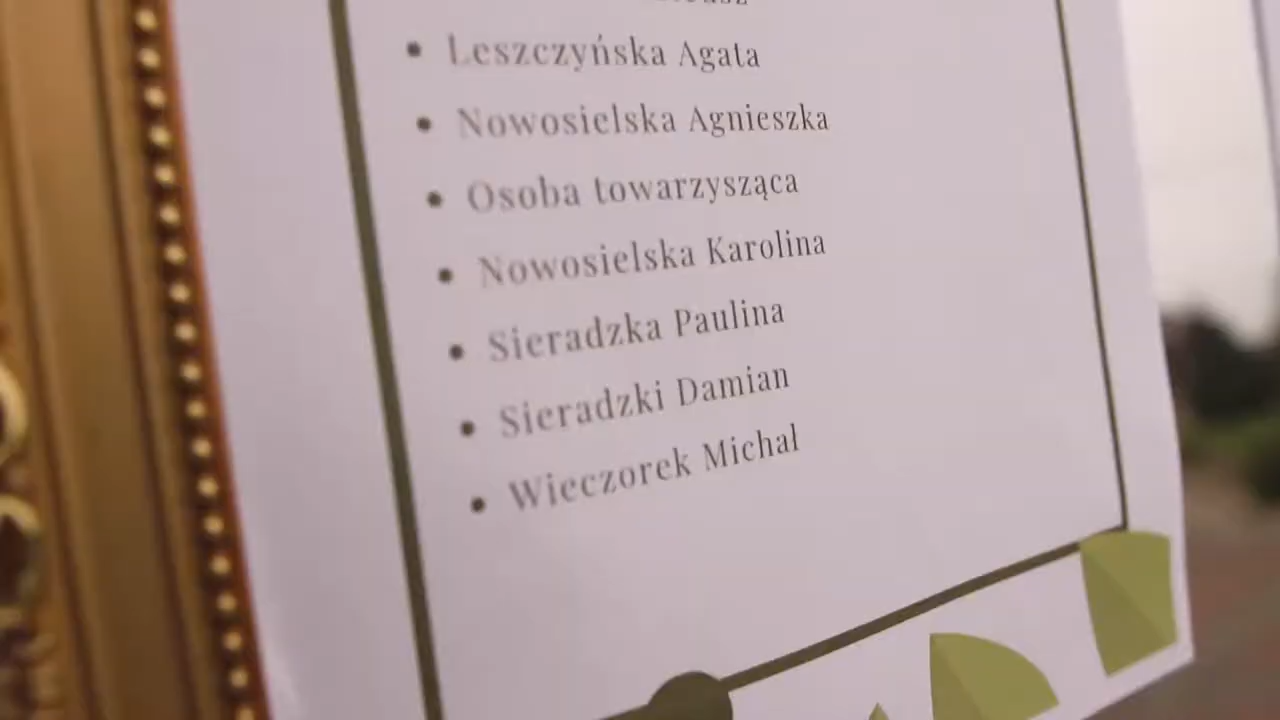 Leszczyńska Agata
Nowosielska Agnieszka
Osoba towarzysząca
Nowosielska Karolina
Sieradzka Paulina
Sieradzki Damian
Wieczorek Michał